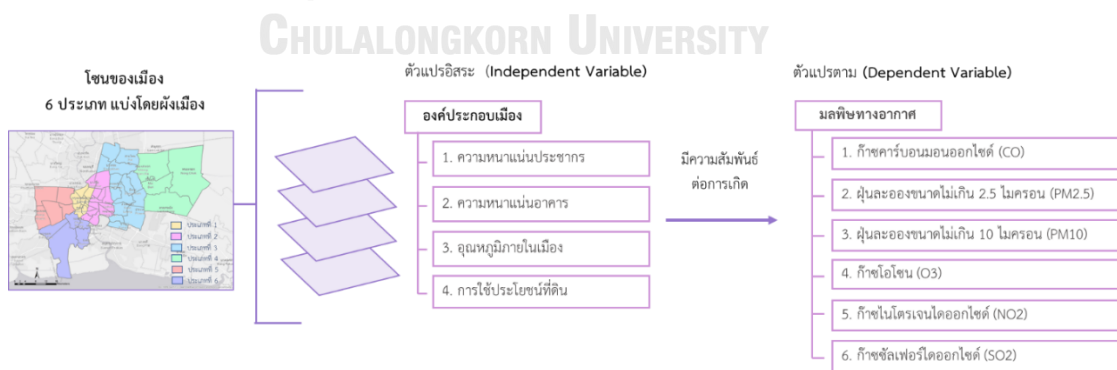 CHULALONGKORN UNIVERSITY
โซนของเมือง
6 ประเภท แบ่งโดยผังเมือง
ประเภทที่ 1
ประเภทที่ 2
ประเภทที่ 3
ประเภทที่ 4
ประเภทที่ 5
ประเภทที่ 6
ตัวแปรอิสระ (Independent Variable)
องค์ประกอบเมือง
1. ความหนาแน่นประชากร
2. ความหนาแน่นอาคาร
3. อุณหภูมิภายในเมือง
4. การใช้ประโยชน์ที่ดิน
มีความสัมพันธ์
ต่อการเกิด
ตัวแปรตาม (Dependent Variable)
มลพิษทางอากาศ
1. ก๊าซคาร์บอนมอนออกไซด์ (CO)
2. ฝุ่นละอองขนาดไม่เกิน 2.5 ไมครอน (PM2.5)
3. ฝุ่นละอองขนาดไม่เกิน 10 ไมครอน (PM10)
4. ก๊าซโอโซน (O3)
5. ก๊าซไนโตรเจนไดออกไซด์ (NO2)
6. ก๊าซซัลเฟอร์ไดออกไซด์ (SO2)